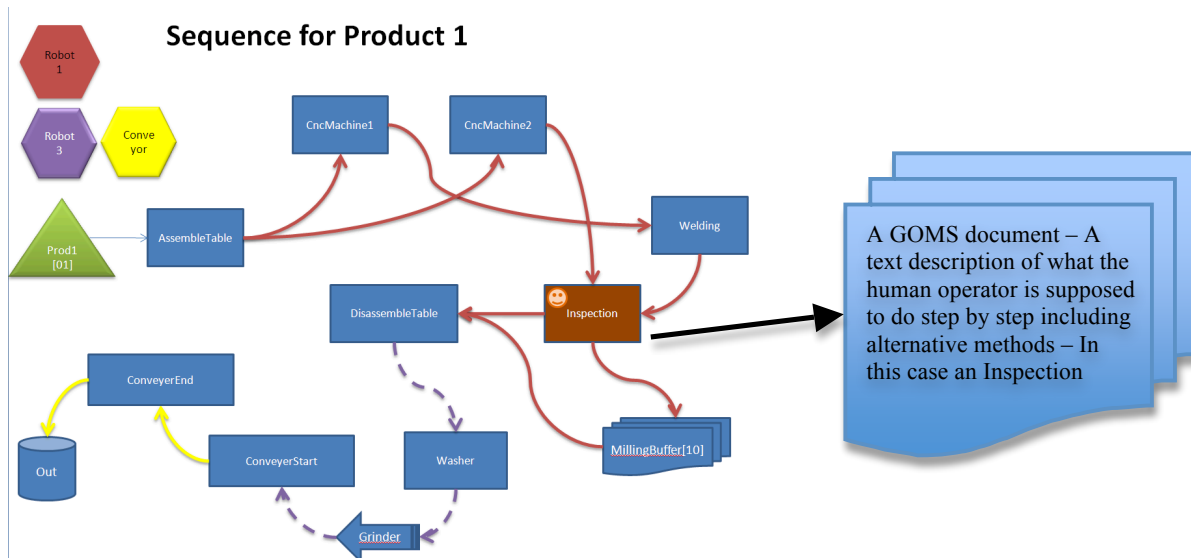 Sequence for Product 1
Robot
1
Robot
3
Conve
yor
Prod1
[01]
AssembleTable
CncMachine1
CncMachine2
Welding
Inspection
DisassembleTable
MillingBuffer[10]
Washer
Grinder
ConveyerStart
ConveyerEnd
Out
A GOMS document – A
text description of what the
human operator is supposed
to do step by step including
alternative methods – In
this case an Inspection